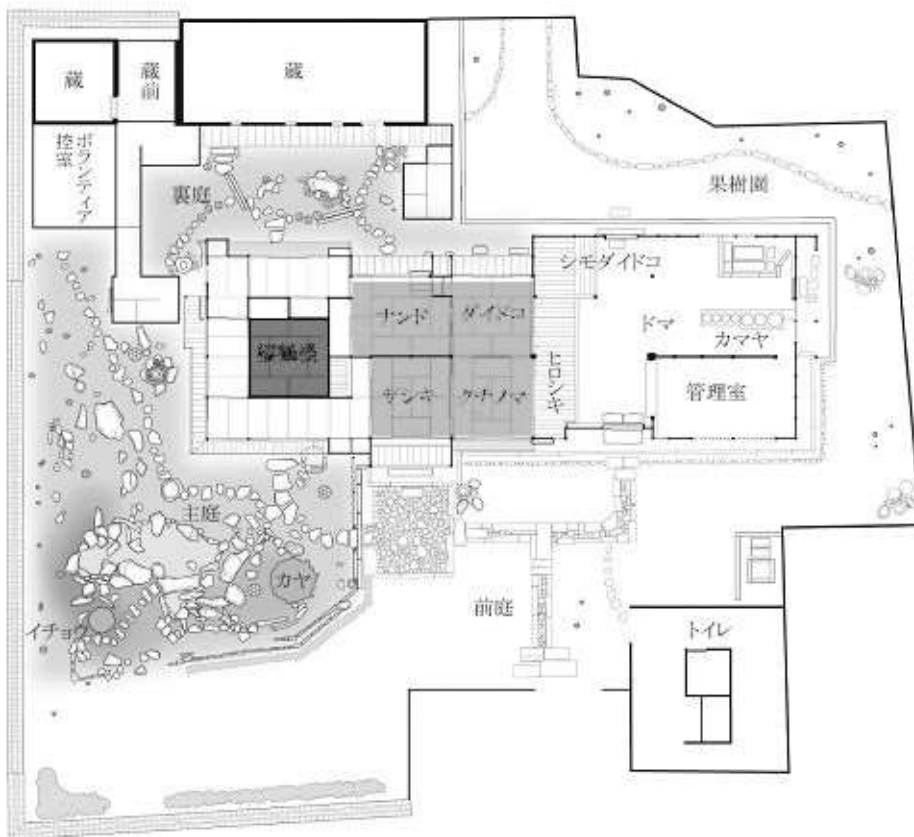 蔵
蔵前
蔵
ボランティア
控室
裏庭
果樹園
シモダイドコ
ナンド
ダイドコ
ドマ
カマヤ
ヒロシキ
ザシキ
クチノマ
管理室
主庭
カヤ
イチョウ
前庭
トイレ